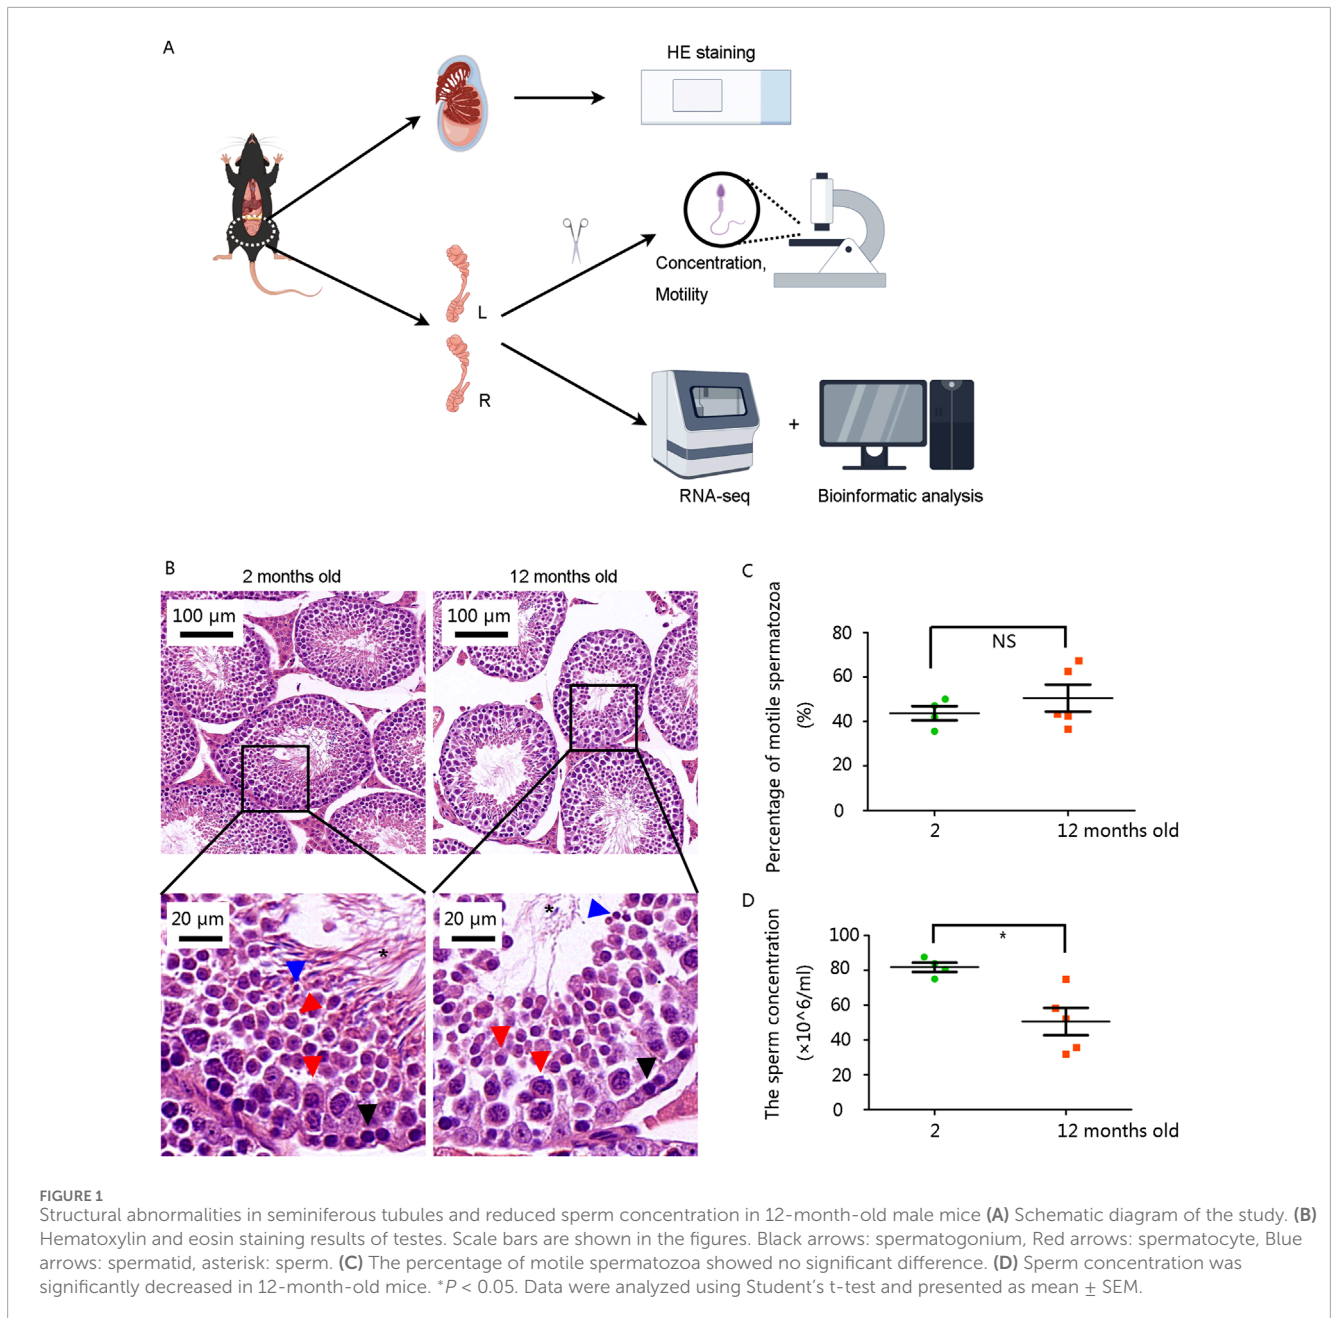 A
HE staining
Concentration,
Motility
L
R
+
RNA-seq
Bioinformatic analysis
B
2 months old
12 months old
100 µm
100 µm
20 µm
20 µm
*
*
C
Percentage of motile spermatozoa
(%)
80
60
40
20
0
NS
2
12 months old
D
The sperm concentration
(×10^6/ml)
100
80
60
40
20
0
*
2
12 months old
FIGURE 1
Structural abnormalities in seminiferous tubules and reduced sperm concentration in 12-month-old male mice (A) Schematic diagram of the study. (B)
Hematoxylin and eosin staining results of testes. Scale bars are shown in the figures. Black arrows: spermatogonium, Red arrows: spermatocyte, Blue
arrows: spermatid, asterisk: sperm. (C) The percentage of motile spermatozoa showed no significant difference. (D) Sperm concentration was
significantly decreased in 12-month-old mice. *P < 0.05. Data were analyzed using Student’s t-test and presented as mean ± SEM.